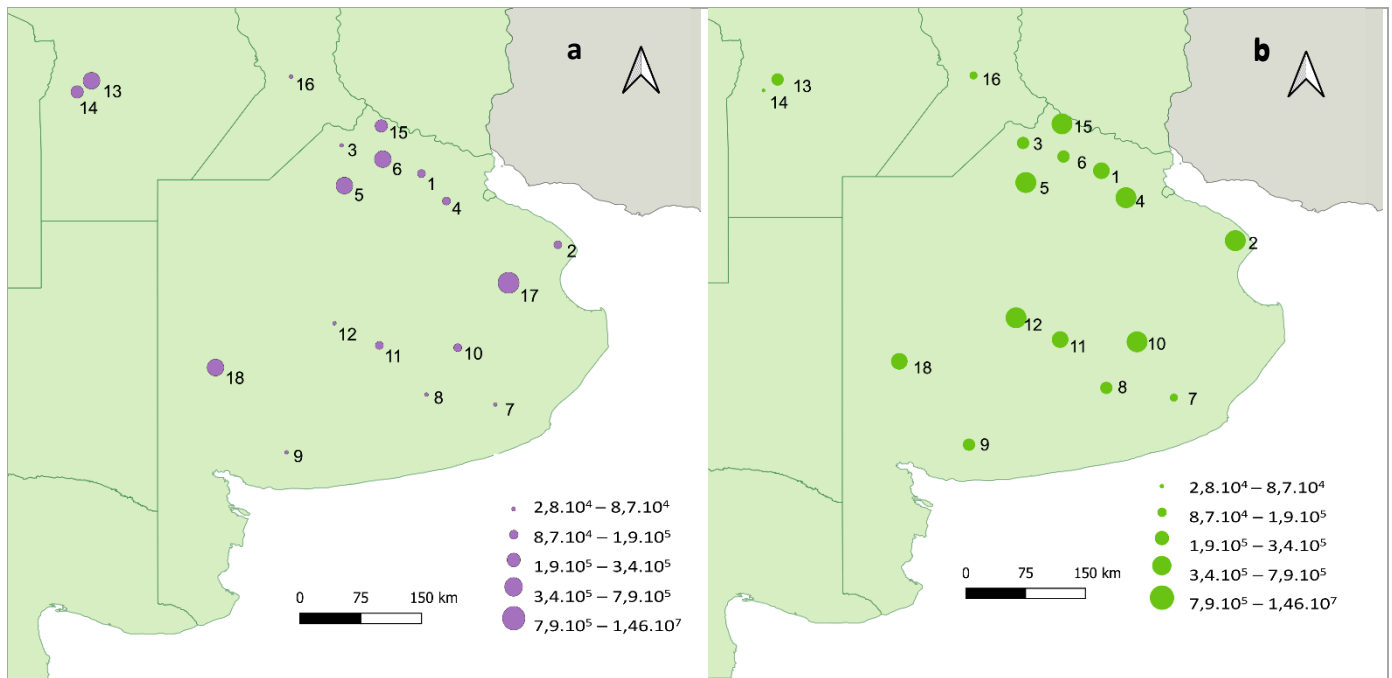 a
13
14
16
15
3
6
1
5
4
2
17
12
11
10
18
8
7
9
2,8.10⁴ – 8,7.10⁴
8,7.10⁴ – 1,9.10⁵
1,9.10⁵ – 3,4.10⁵
3,4.10⁵ – 7,9.10⁵
7,9.10⁵ – 1,46.10⁷
0 75 150 km
b
13
14
16
15
3
6
1
5
4
2
12
11
10
18
8
7
9
2,8.10⁴ – 8,7.10⁴
8,7.10⁴ – 1,9.10⁵
1,9.10⁵ – 3,4.10⁵
3,4.10⁵ – 7,9.10⁵
7,9.10⁵ – 1,46.10⁷
0 75 150 km